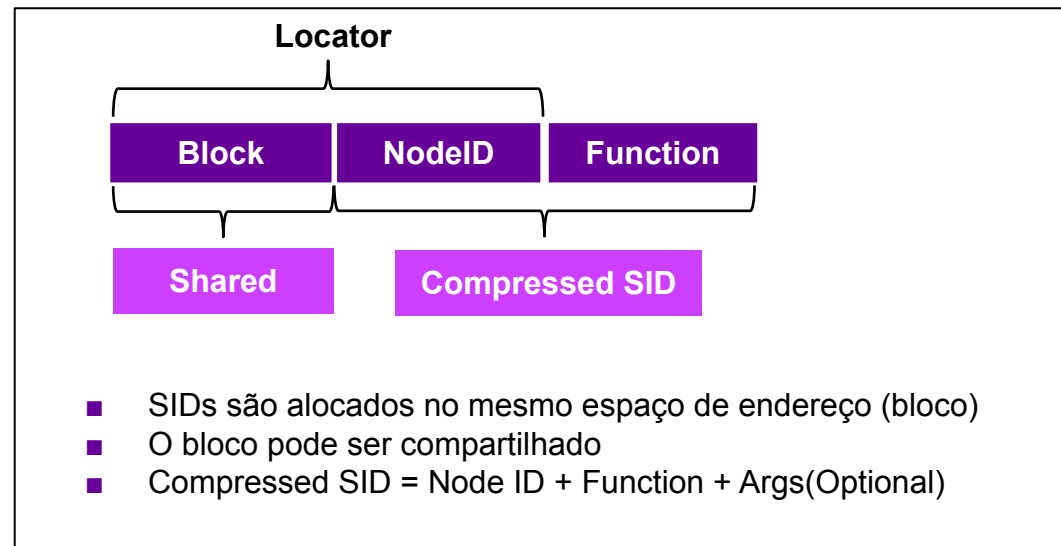 Locator
Block NodeID Function
Shared Compressed SID
■ SIDs são alocados no mesmo espaço de endereço (bloco)
■ O bloco pode ser compartilhado
■ Compressed SID = Node ID + Function + Args(Optional)